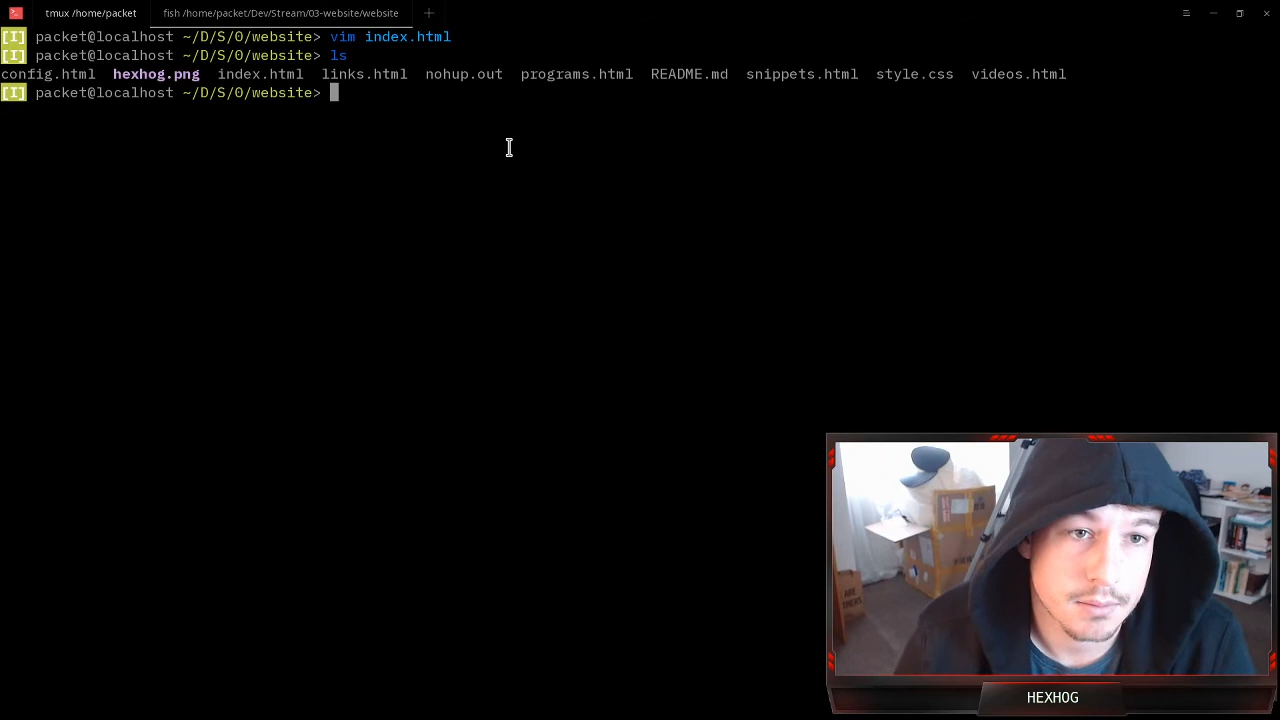 tmux /home/packet fish /home/packet/Dev/Stream/03-website/website
[I] packet@localhost ~/D/S/0/website> vim index.html
[I] packet@localhost ~/D/S/0/website> ls
config.html hexhog.png index.html links.html nohup.out programs.html README.md snippets.html style.css videos.html
[I] packet@localhost ~/D/S/0/website>
HEXHOG